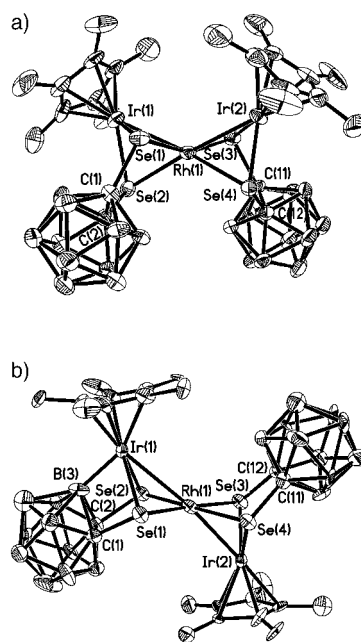 a)
Ir(1) Ir(2)
Se(1) Se(3)
Rh(1)
C(1) Se(2) Se(4) C(11)
C(2) C(12)
b)
Ir(1)
B(3) Rh(1) Se(3) C(12)
Se(2) C(11)
C(2) Se(4)
C(1) Se(1)
Ir(2)